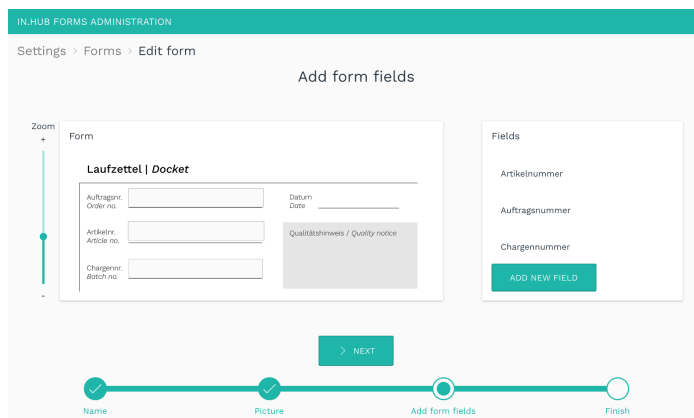 IN.HUB FORMS ADMINISTRATION
Settings > Forms > Edit form
Add form fields
Zoom
+
-
Form
Laufzettel | Docket
Auftragsnr.
Order no.
Datum
Date
Artikelnr.
Article no.
Qualitätshinweis / Quality notice
Chargennr.
Batch no.
Fields
Artikelnummer
Auftragsnummer
Chargennummer
ADD NEW FIELD
> NEXT
Name
Picture
Add form fields
Finish